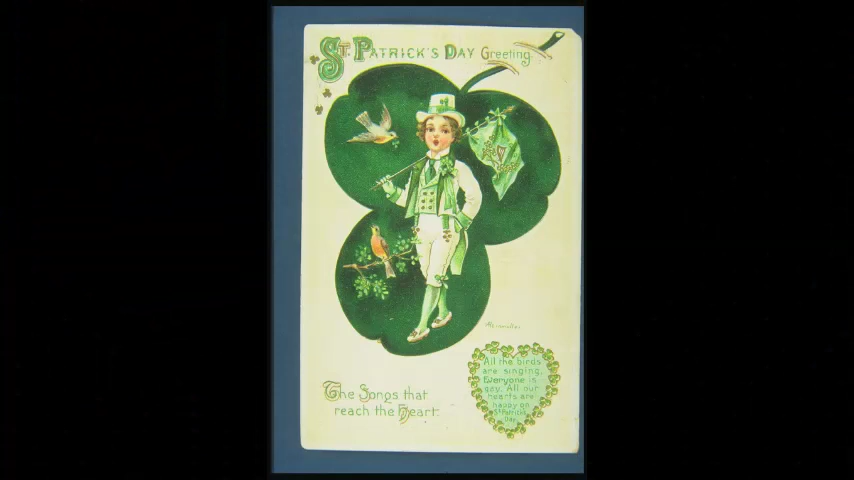 St. Patrick's Day Greeting.
The Songs that
reach the Heart.
All the birds
are singing,
Everyone is
gay, All our
hearts are
happy on
St Patricks
Day.